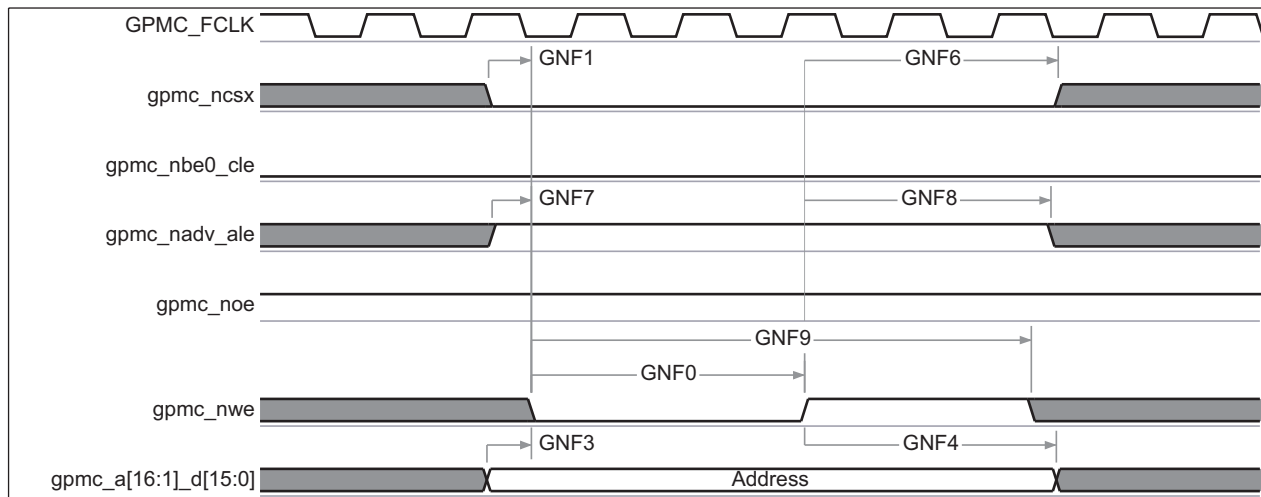 GPMC_FCLK
GNF1 GNF6
gpmc_ncsx
gpmc_nbe0_cle
GNF7 GNF8
gpmc_nadv_ale
gpmc_noe
GNF9
GNF0
gpmc_nwe
GNF3 GNF4
gpmc_a[16:1]_d[15:0] Address